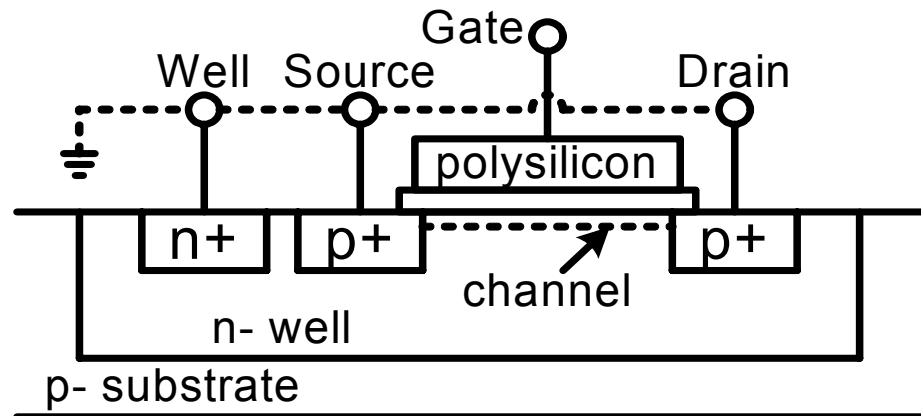 Gate
Well Source Drain
polysilicon
n+ p+ p+
channel
n- well
p- substrate